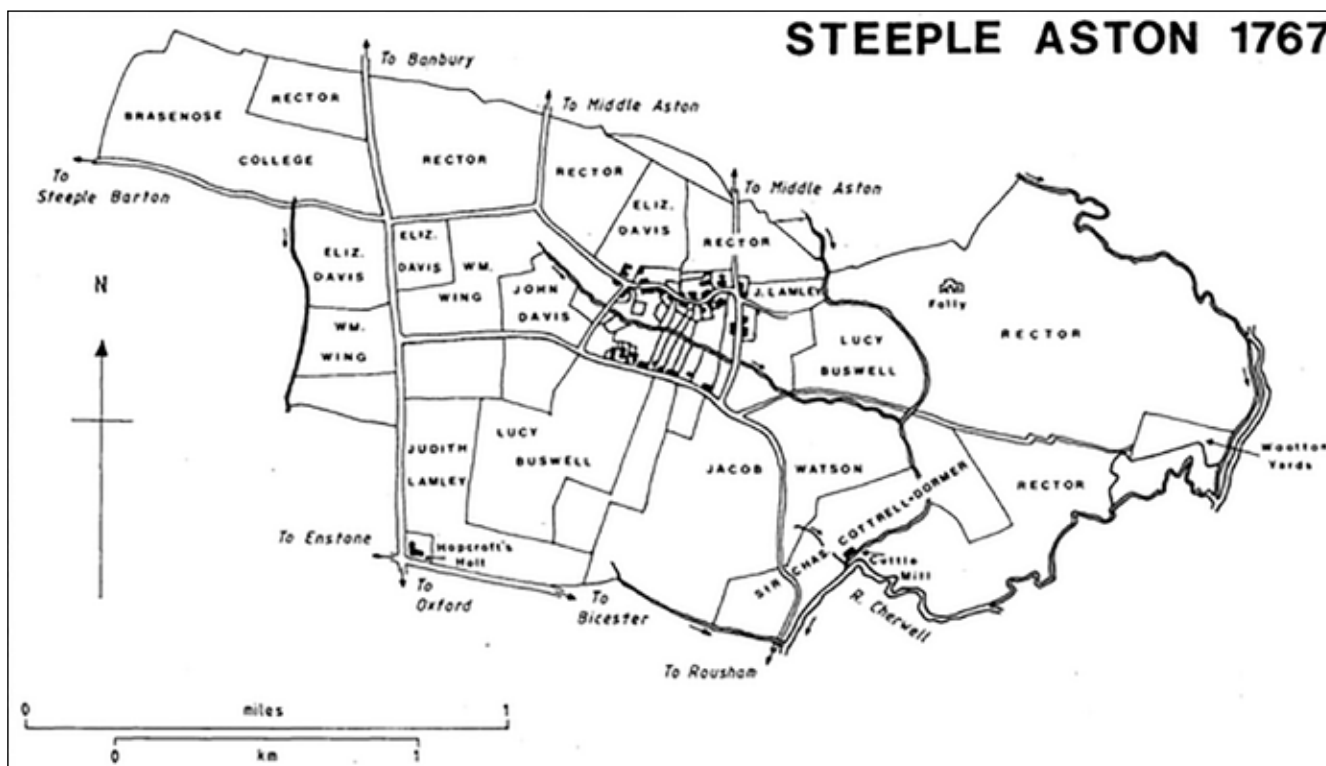 STEEPLE ASTON 1767
To Banbury
To Middle Aston
RECTOR
BRASENOSE
COLLEGE
RECTOR
RECTOR
To Middle Aston
To
Steeple Barton
ELIZ.
DAVIS
RECTOR
ELIZ.
DAVIS
ELIZ.
DAVIS
WM.
WING
JOHN
DAVIS
J. LAMLEY
Folly
RECTOR
N
WM.
WING
LUCY
BUSWELL
JUDITH
LAMLEY
LUCY
BUSWELL
JACOB
WATSON
RECTOR
Wootton
Yards
SIR CHAS. COTTRELL-DORMER
To Enstone
Hopcroft's
Holt
Cuttle
Mill
To
Oxford
To
Bicester
R. Cherwell
To Rousham
0 miles 1
0 km 1